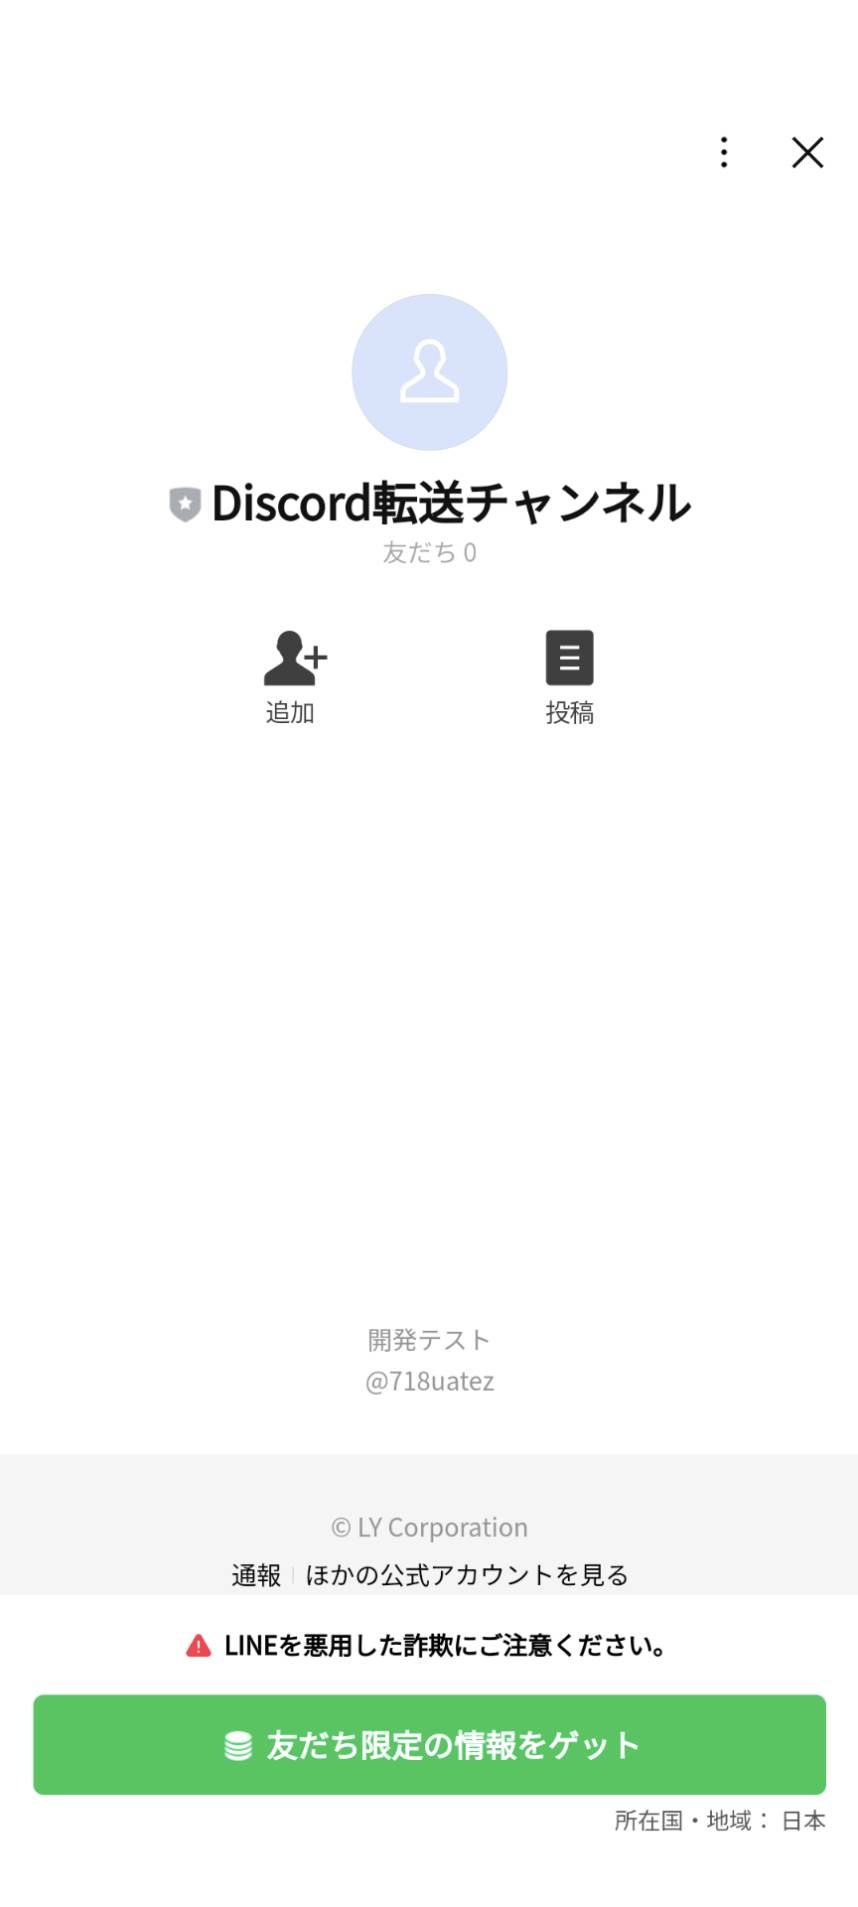 Discord転送チャンネル
友だち 0
追加
投稿
開発テスト
@718uatez
© LY Corporation
通報 | ほかの公式アカウントを見る
LINEを悪用した詐欺にご注意ください。
友だち限定の情報をゲット
所在国・地域： 日本